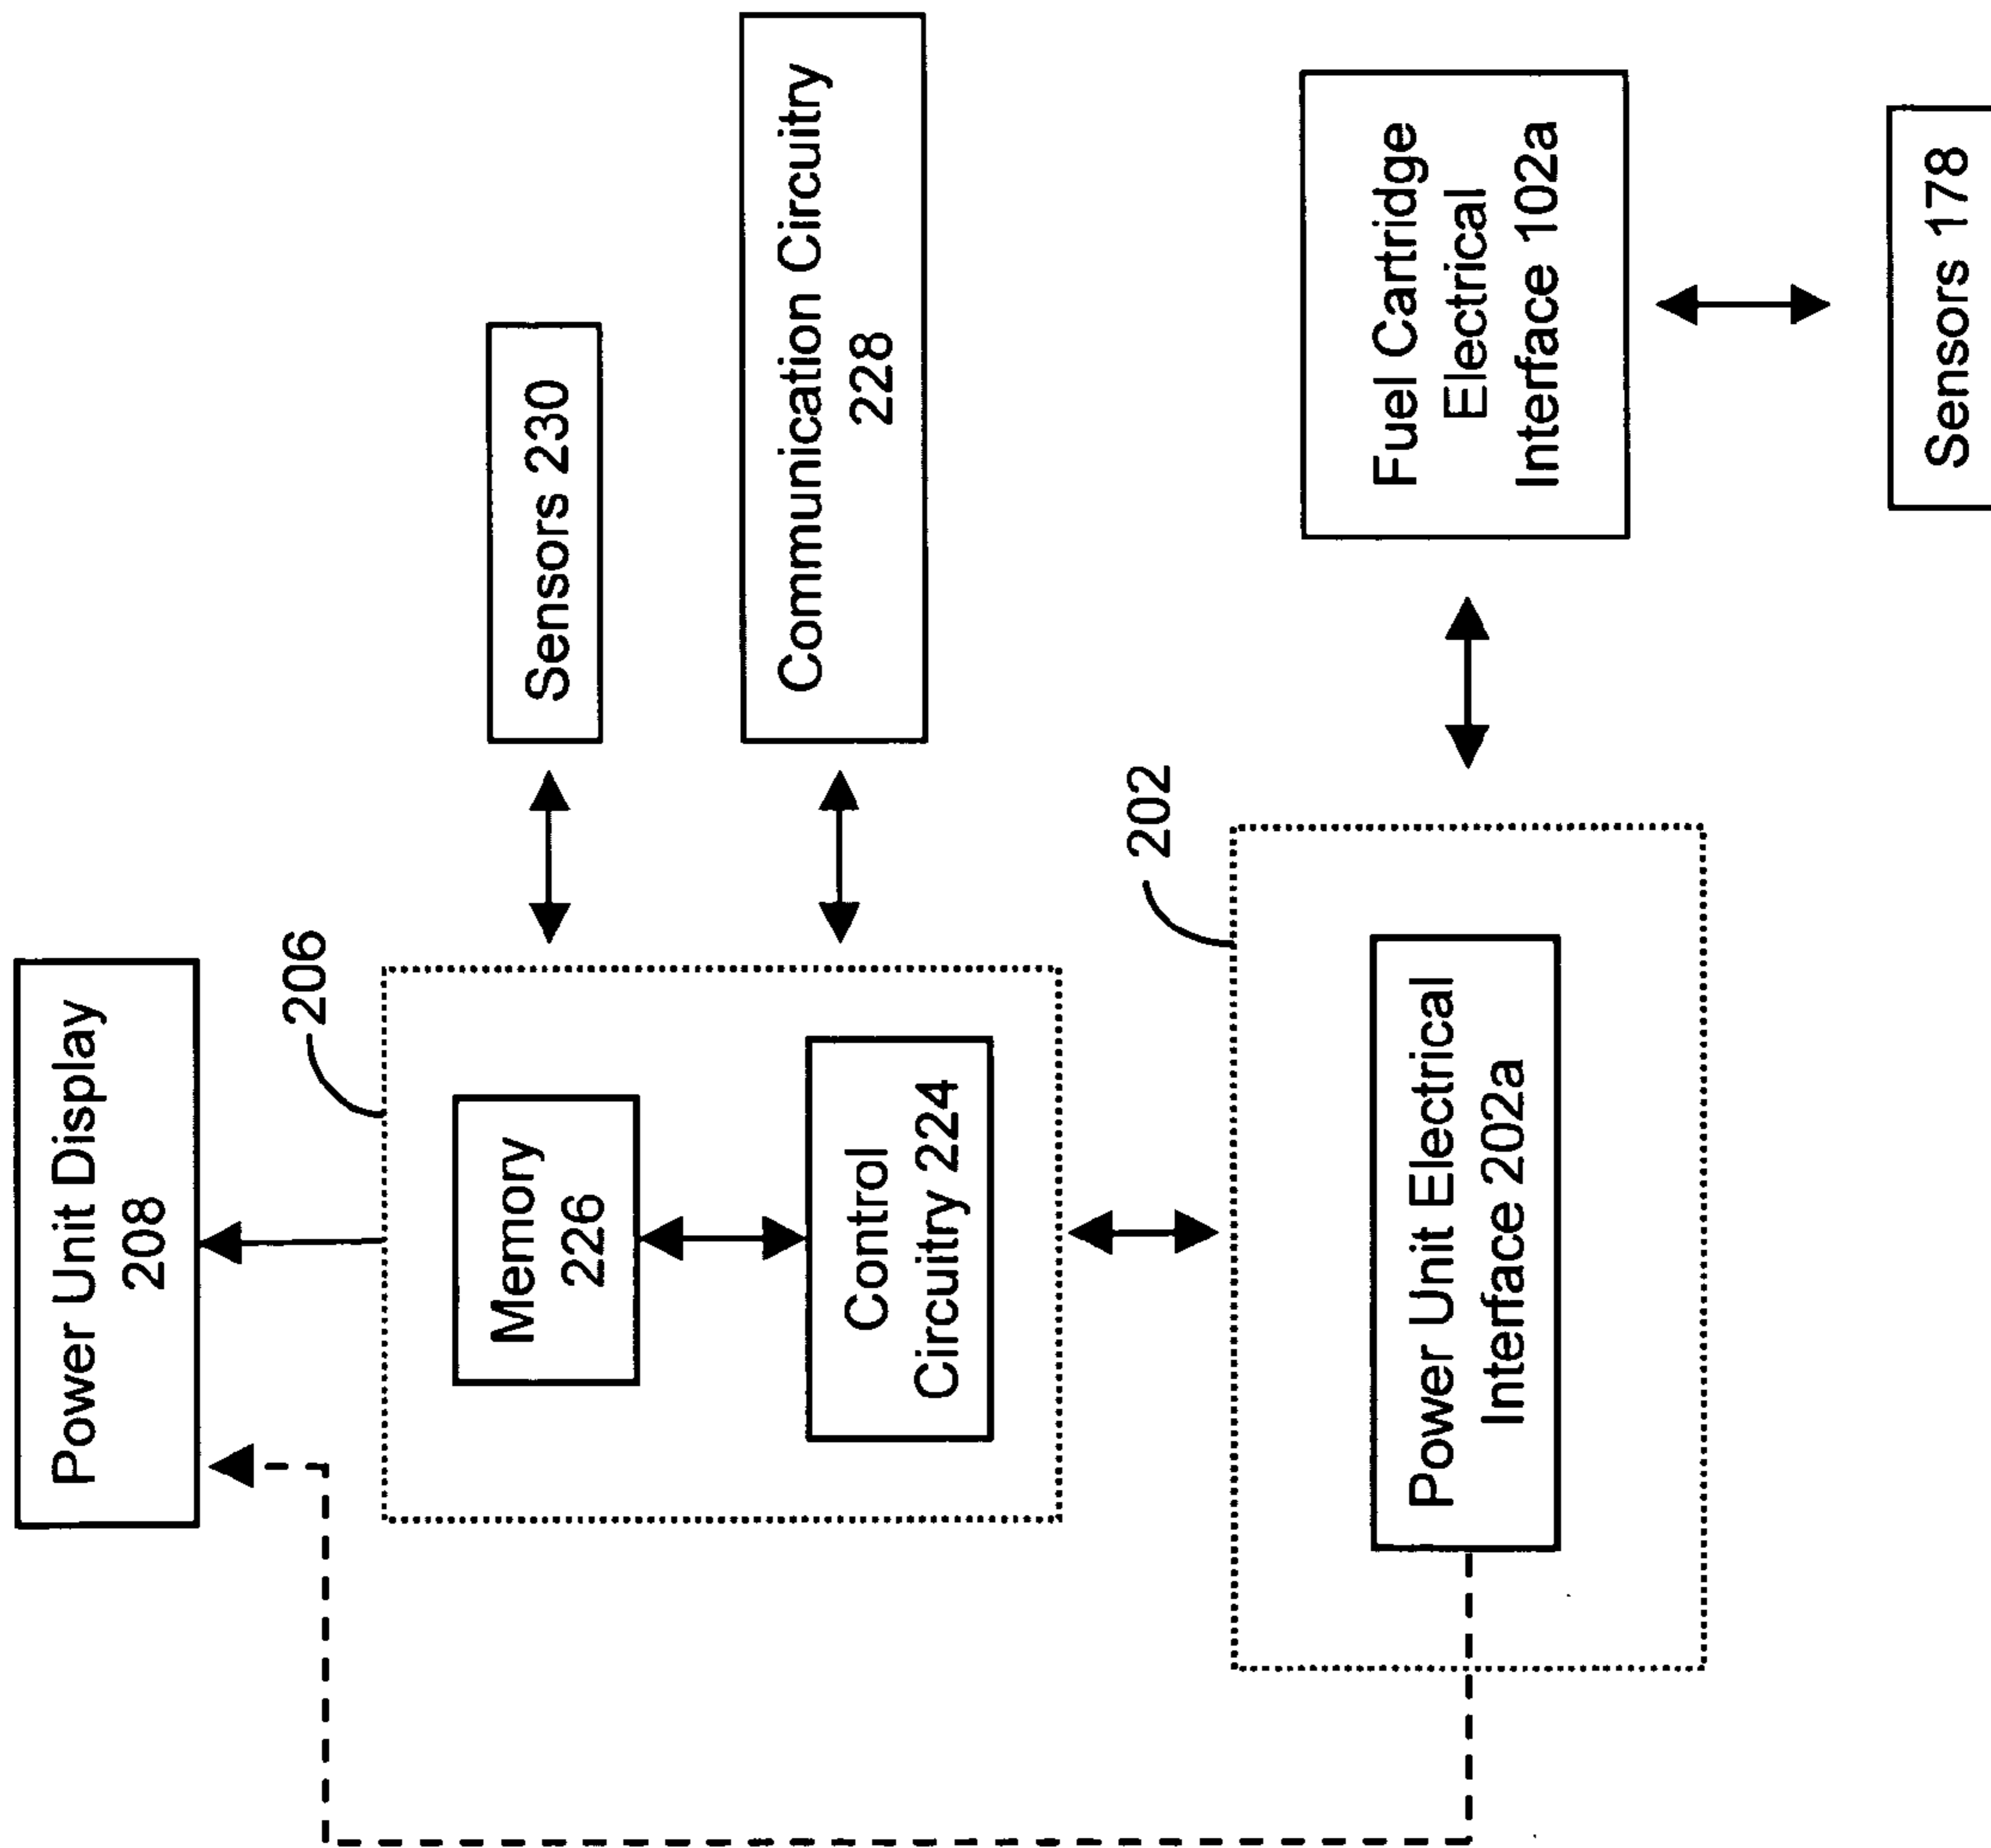 Power Unit Display
208
206
Memory
226
Control
Circuitry 224
Sensors 230
Communication Circuitry
228
202
Power Unit Electrical
Interface 202a
Fuel Cartridge
Electrical
Interface 102a
Sensors 178